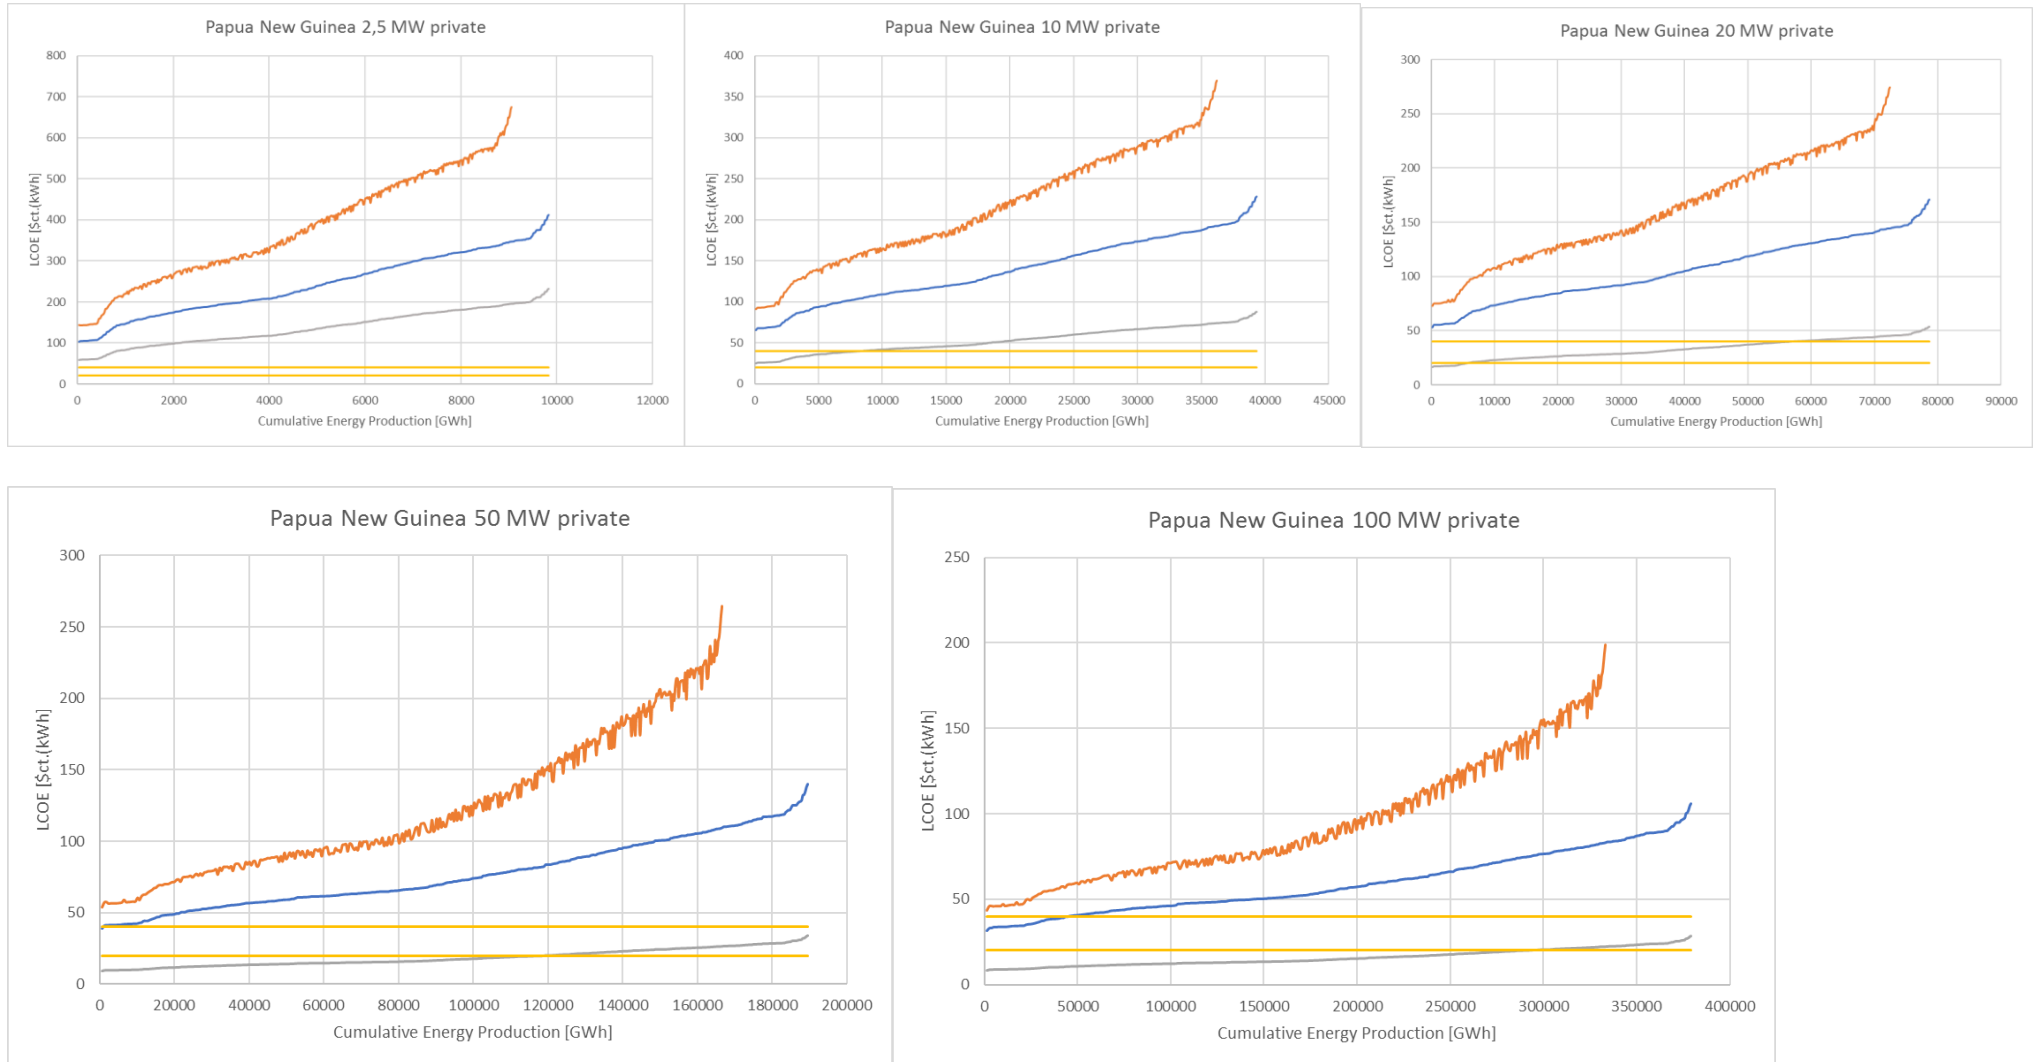 Papua New Guinea 2,5 MW private
800
700
600
500
400
300
200
100
0
LCOE [$ct.(kWh)
0 2000 4000 6000 8000 10000 12000
Cumulative Energy Production [GWh]
Papua New Guinea 10 MW private
400
350
300
250
200
150
100
50
0
LCOE [$ct.(kWh)
0 5000 10000 15000 20000 25000 30000 35000 40000 45000
Cumulative Energy Production [GWh]
Papua New Guinea 20 MW private
300
250
200
150
100
50
0
LCOE [$ct.(kWh]
0 10000 20000 30000 40000 50000 60000 70000 80000 90000
Cumulative Energy Production [GWh]
Papua New Guinea 50 MW private
300
250
200
150
100
50
0
LCOE [$ct.(kWh]
0 20000 40000 60000 80000 100000 120000 140000 160000 180000 200000
Cumulative Energy Production [GWh]
Papua New Guinea 100 MW private
250
200
150
100
50
0
LCOE [$ct.(kWh)
0 50000 100000 150000 200000 250000 300000 350000 400000
Cumulative Energy Production [GWh]